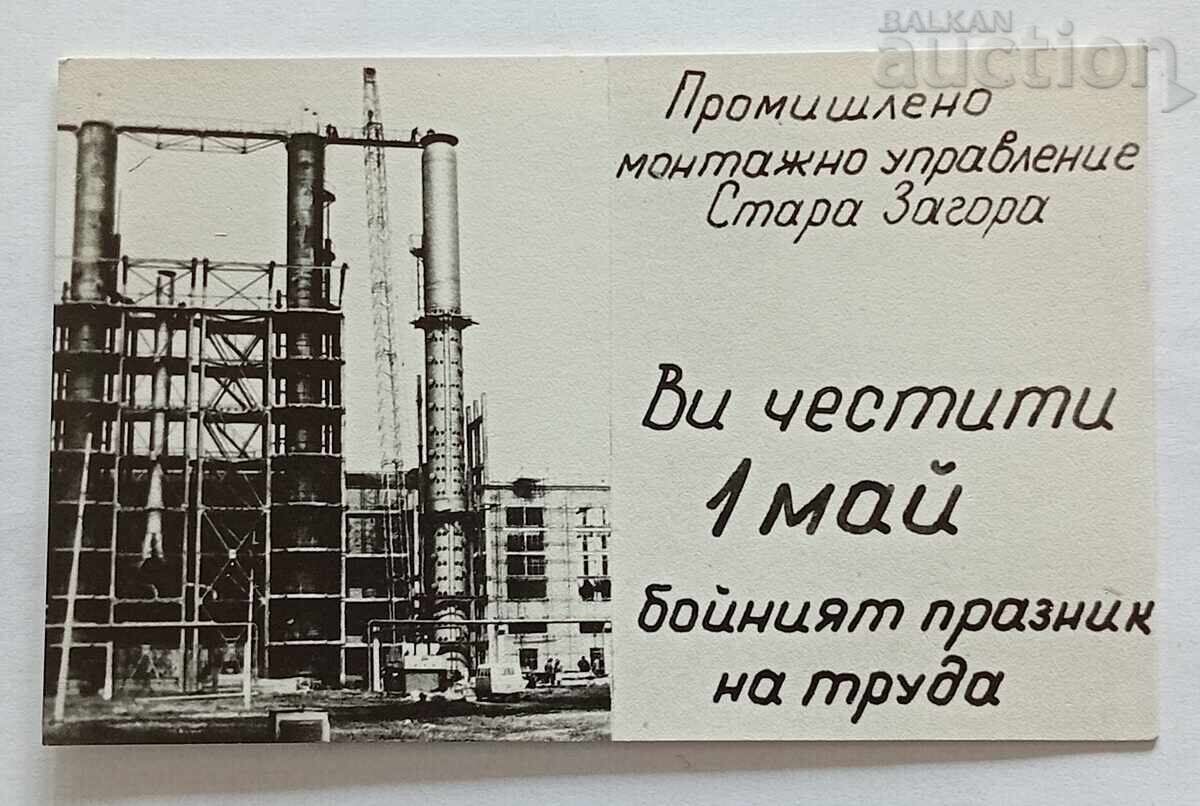 BALKAN
auction
Промишлено
монтажно управление
Стара Загора
Ви честити
1 май
бойният празник
на труда